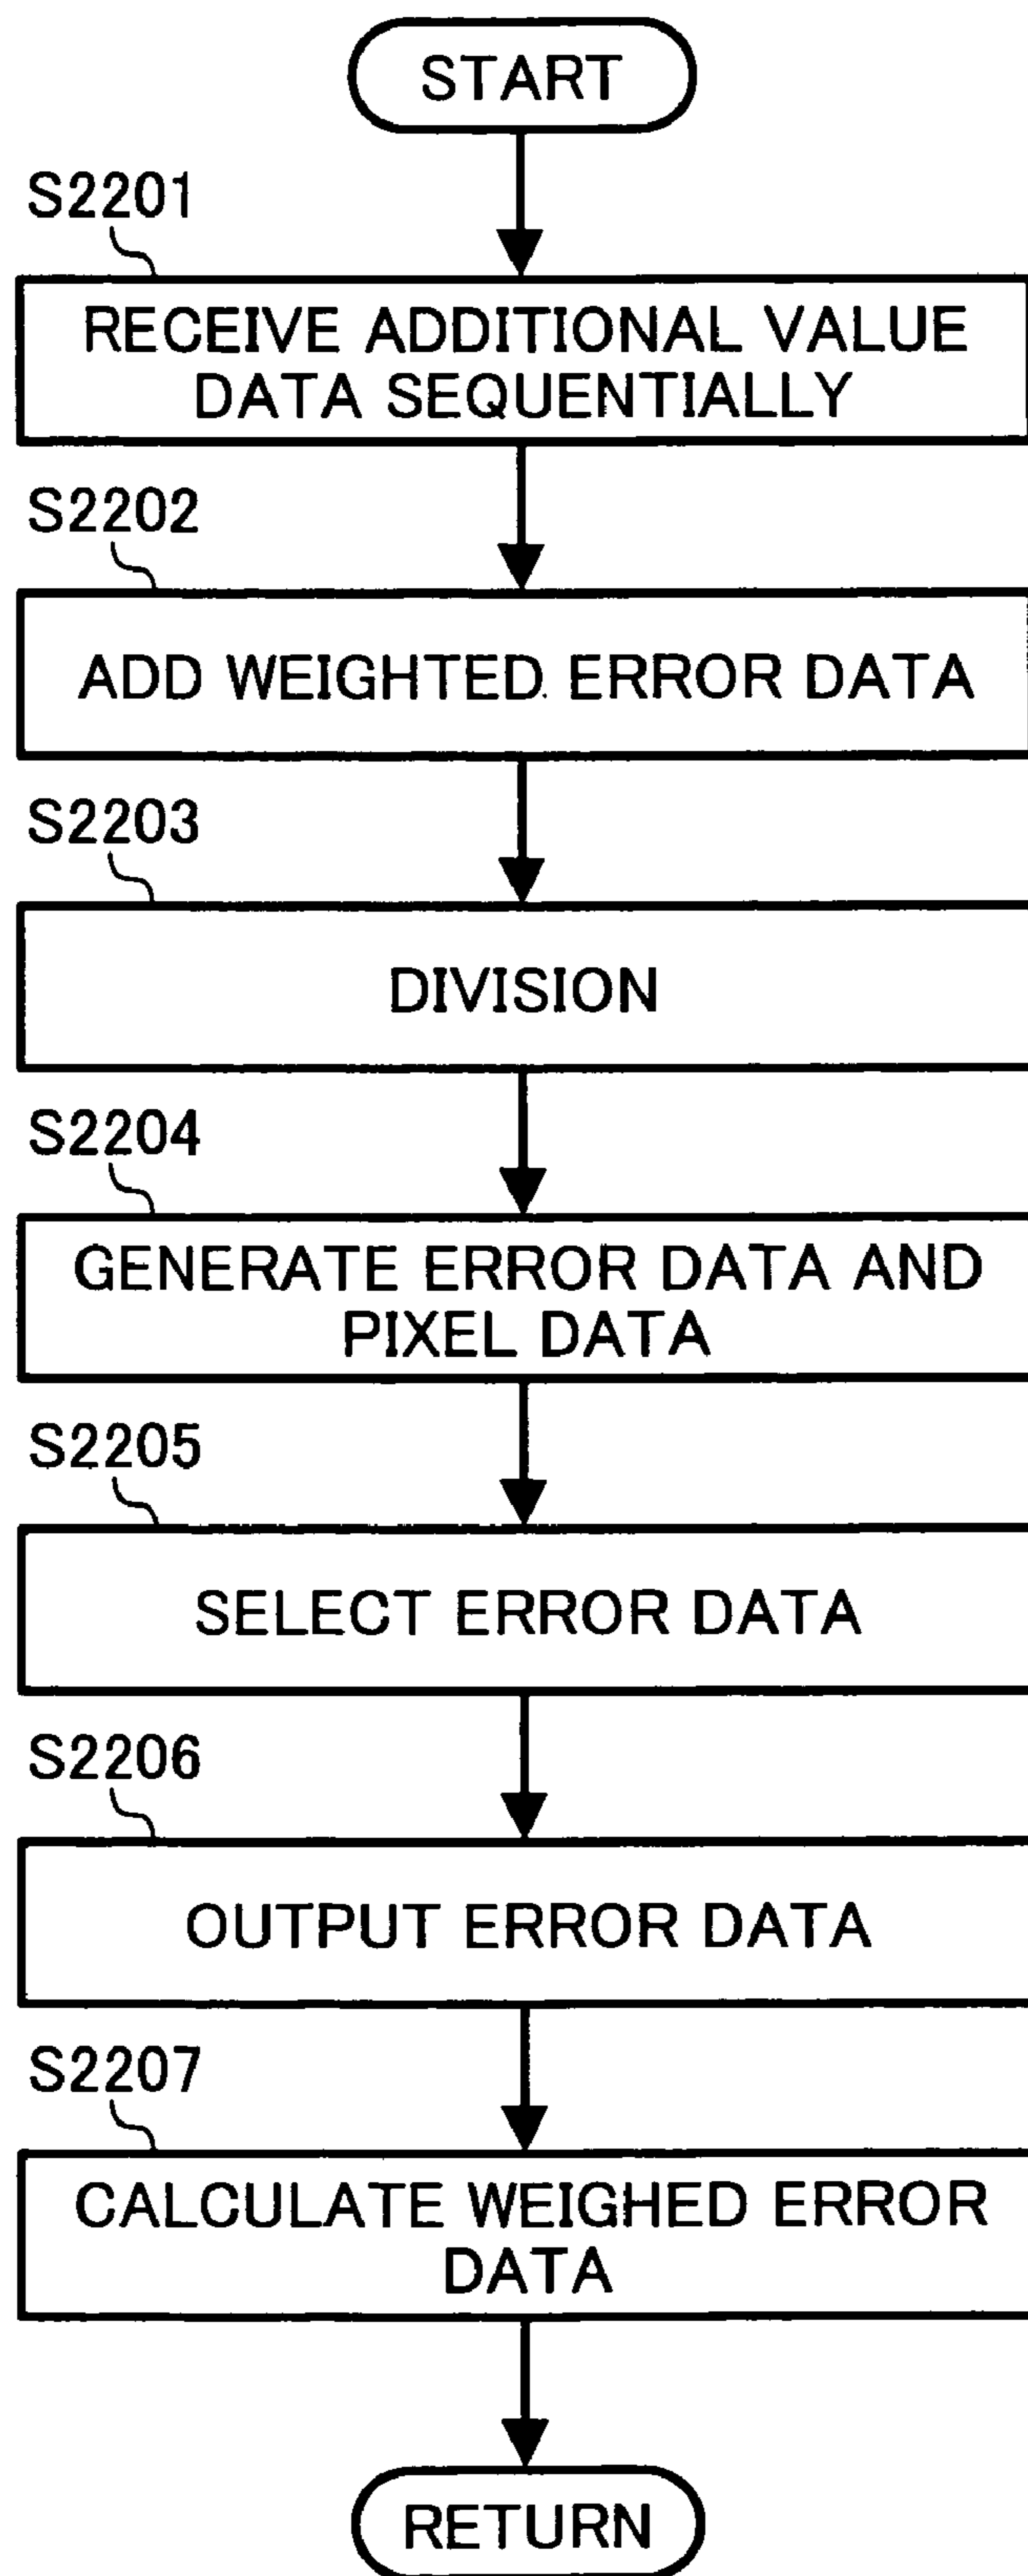 START
S2201
RECEIVE ADDITIONAL VALUE
DATA SEQUENTIALLY
S2202
ADD WEIGHTED ERROR DATA
S2203
DIVISION
S2204
GENERATE ERROR DATA AND
PIXEL DATA
S2205
SELECT ERROR DATA
S2206
OUTPUT ERROR DATA
S2207
CALCULATE WEIGHED ERROR
DATA
RETURN